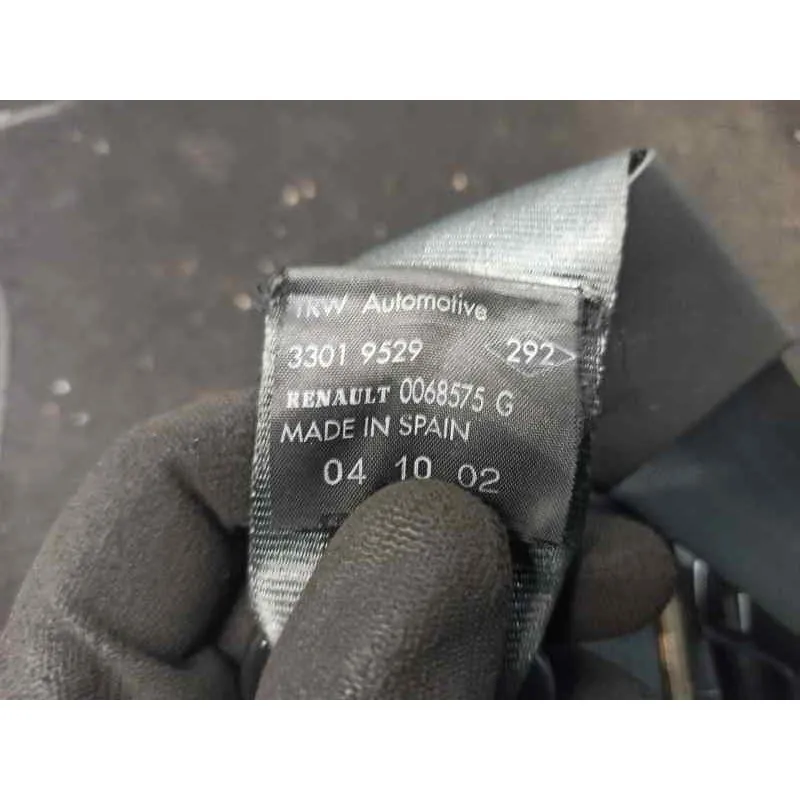 TRW Automotive
3301 9529 292
RENAULT 0068575 G
MADE IN SPAIN
04 10 02